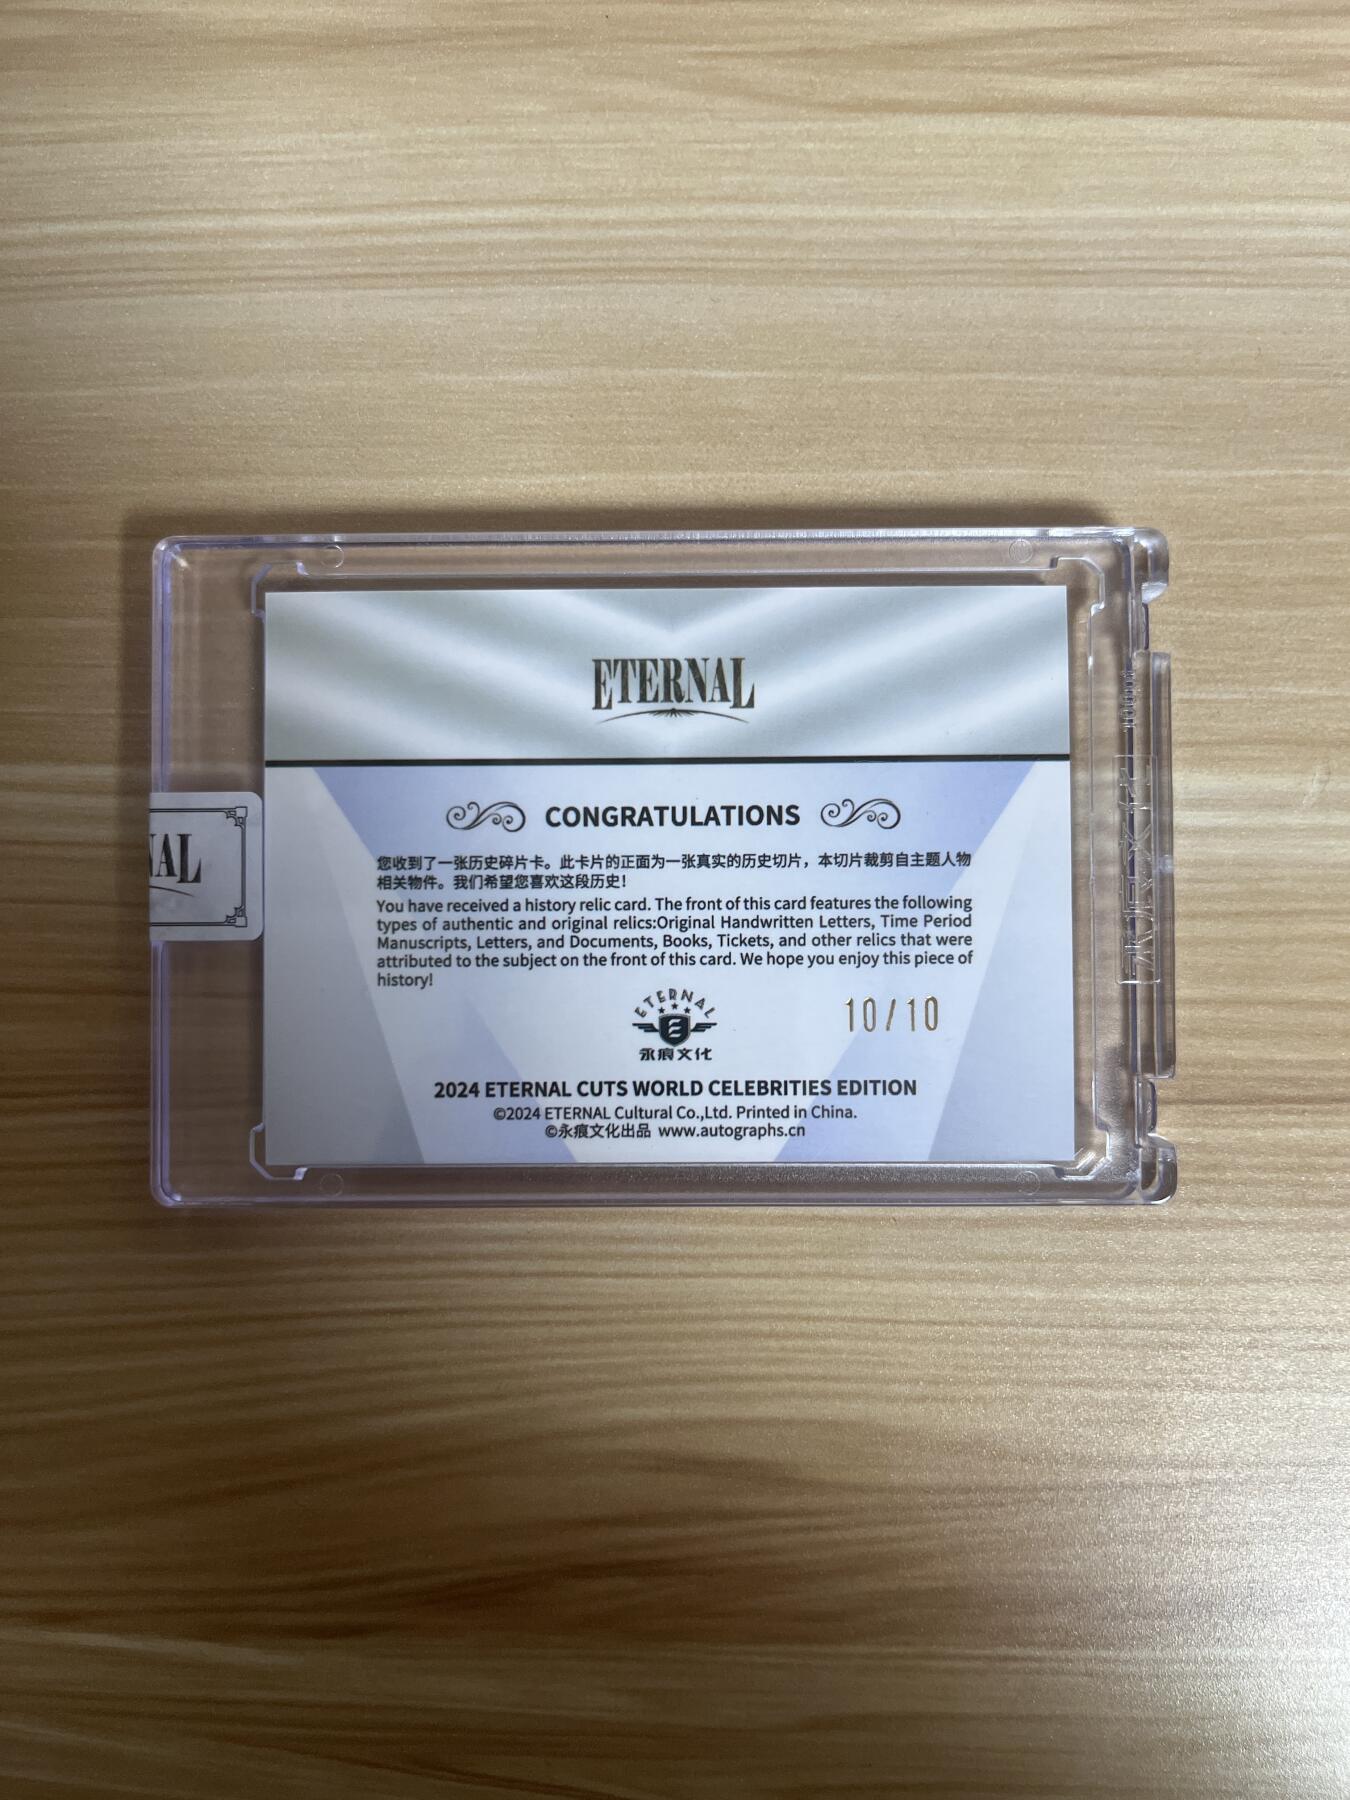 ETERNAL
CONGRATULATIONS
您收到了一张历史碎片卡。此卡片的正面为一张真实的历史切片，本切片裁剪自主题人物
相关物件。我们希望您喜欢这段历史！
You have received a history relic card. The front of this card features the following
types of authentic and original relics:Original Handwritten Letters, Time Period
Manuscripts, Letters, and Documents, Books, Tickets, and other relics that were
attributed to the subject on the front of this card. We hope you enjoy this piece of
history!
ETERNAL
永痕文化
10/10
2024 ETERNAL CUTS WORLD CELEBRITIES EDITION
©2024 ETERNAL Cultural Co.,Ltd. Printed in China.
©永痕文化出品 www.autographs.cn
NAL